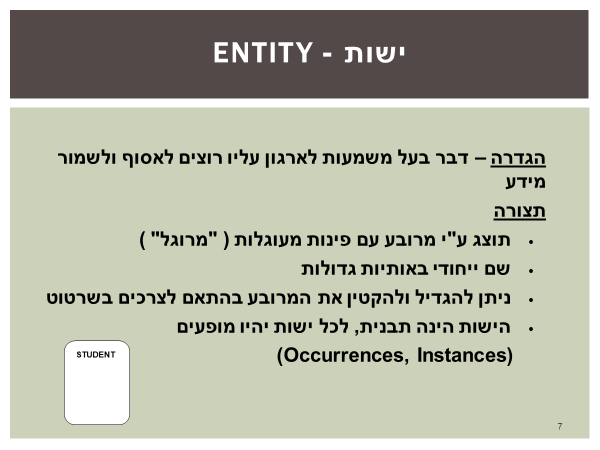 ישות - ENTITY
הגדרה – דבר בעל משמעות לארגון עליו רוצים לאסוף ולשמור
מידע
תצורה
• תוצג ע"י מרובע עם פינות מעוגלות ( "מרוגל" )
• שם ייחודי באותיות גדולות
• ניתן להגדיל ולהקטין את המרובע בהתאם לצרכים בשרטוט
• הישות הינה תבנית, לכל ישות יהיו מופעים
(Occurrences, Instances)
STUDENT
7